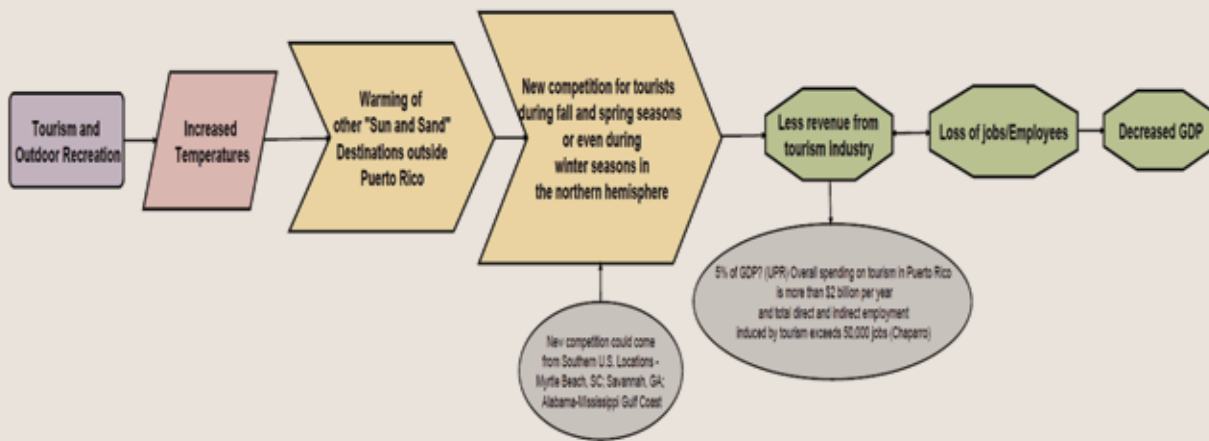 Tourism and
Outdoor Recreation
Increased
Temperatures
Warming of
other "Sun and Sand"
Destinations outside
Puerto Rico
New competition for tourists
during fall and spring seasons
or even during
winter seasons in
the northern hemisphere
Less revenue from
tourism industry
Loss of jobs/Employees
Decreased GDP
New competition could come
from Southern U.S. Locations -
Myrtle Beach, SC; Savannah, GA;
Alabama-Mississippi Gulf Coast
5% of GDP? (UPR) Overall spending on tourism in Puerto Rico
is more than $2 billion per year
and total direct and indirect employment
induced by tourism exceeds 50,000 jobs (Chaparro)